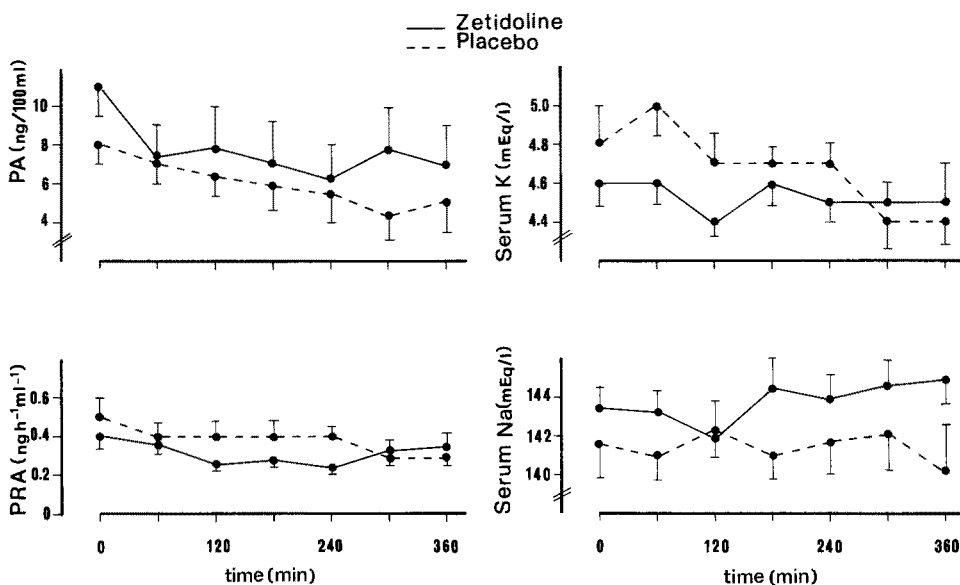 Zetidoline
Placebo
PA (ng/100ml)
10
8
6
4
Serum K (mEq/l)
5.0
4.8
4.6
4.4
PRA (ng h⁻¹ ml⁻¹)
0.6
0.4
0.2
0
0 120 240 360
time (min)
Serum Na (mEq/l)
144
142
140
0 120 240 360
time (min)